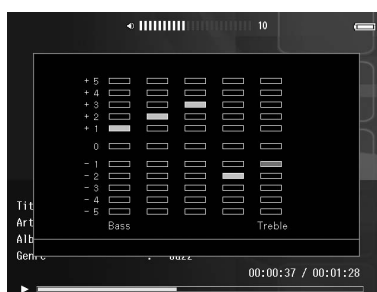 10
+ 5
+ 4
+ 3
+ 2
+ 1
0
- 1
- 2
- 3
- 4
- 5
Bass Treble
Tit
Art
Alb
Genre : Jazz
00:00:37 / 00:01:28